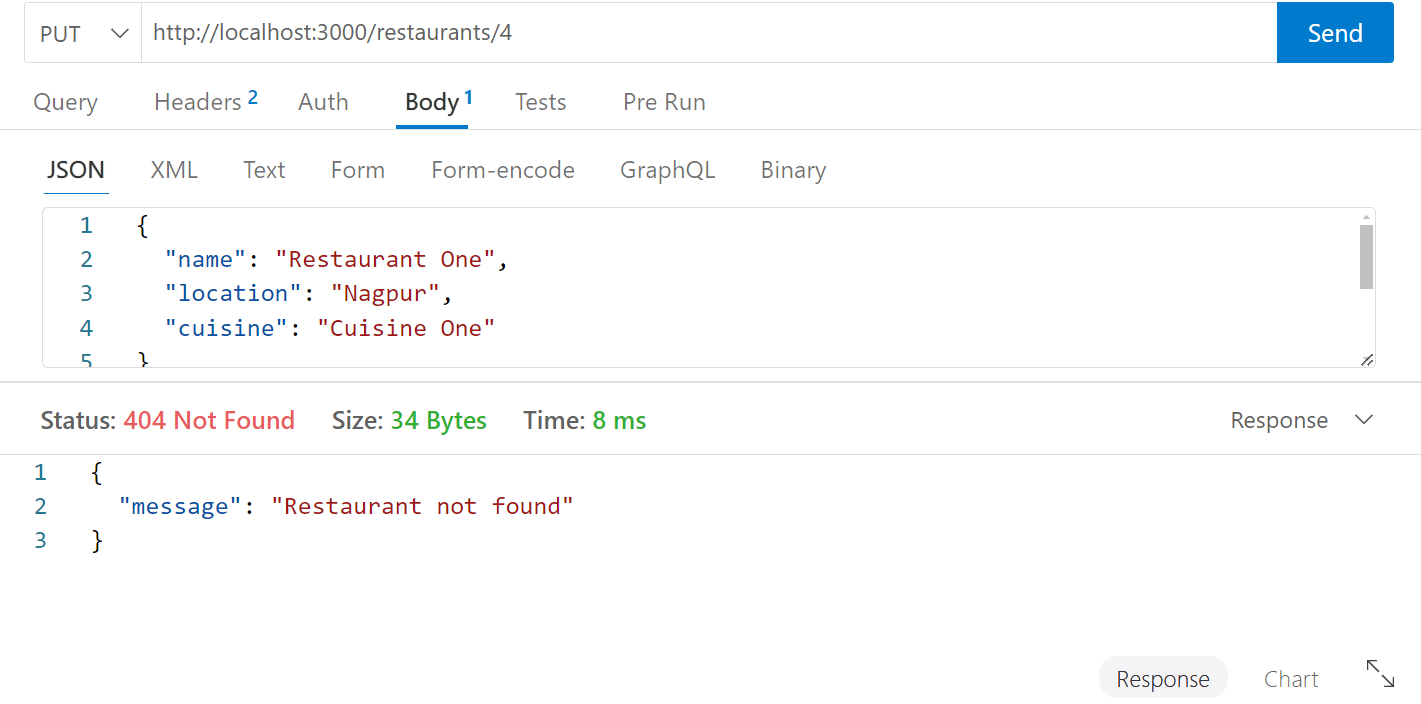 PUT http://localhost:3000/restaurants/4 Send
Query Headers 2 Auth Body 1 Tests Pre Run
JSON XML Text Form Form-encode GraphQL Binary
1 {
2 "name": "Restaurant One",
3 "location": "Nagpur",
4 "cuisine": "Cuisine One"
5 }
Status: 404 Not Found Size: 34 Bytes Time: 8 ms Response
1 {
2 "message": "Restaurant not found"
3 }
Response Chart